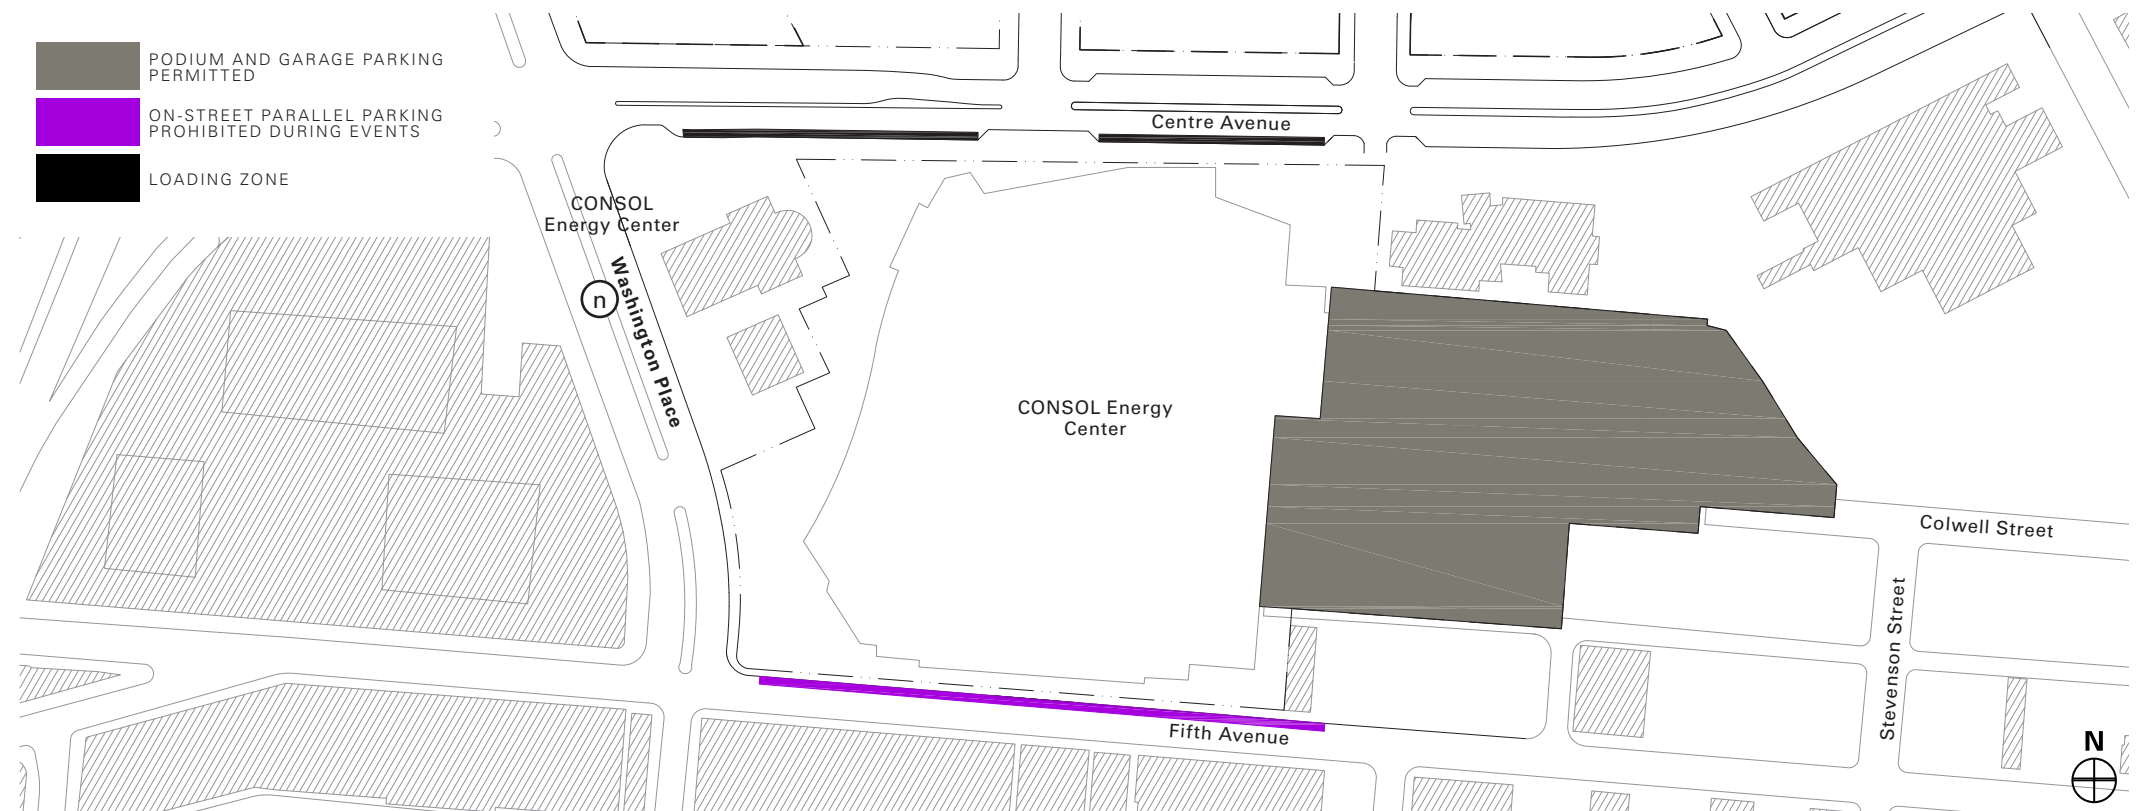 PODIUM AND GARAGE PARKING
PERMITTED
ON-STREET PARALLEL PARKING
PROHIBITED DURING EVENTS
LOADING ZONE
Centre Avenue
CONSOL
Energy Center
n
Washington Place
CONSOL Energy
Center
Colwell Street
Stevenson Street
Fifth Avenue
N